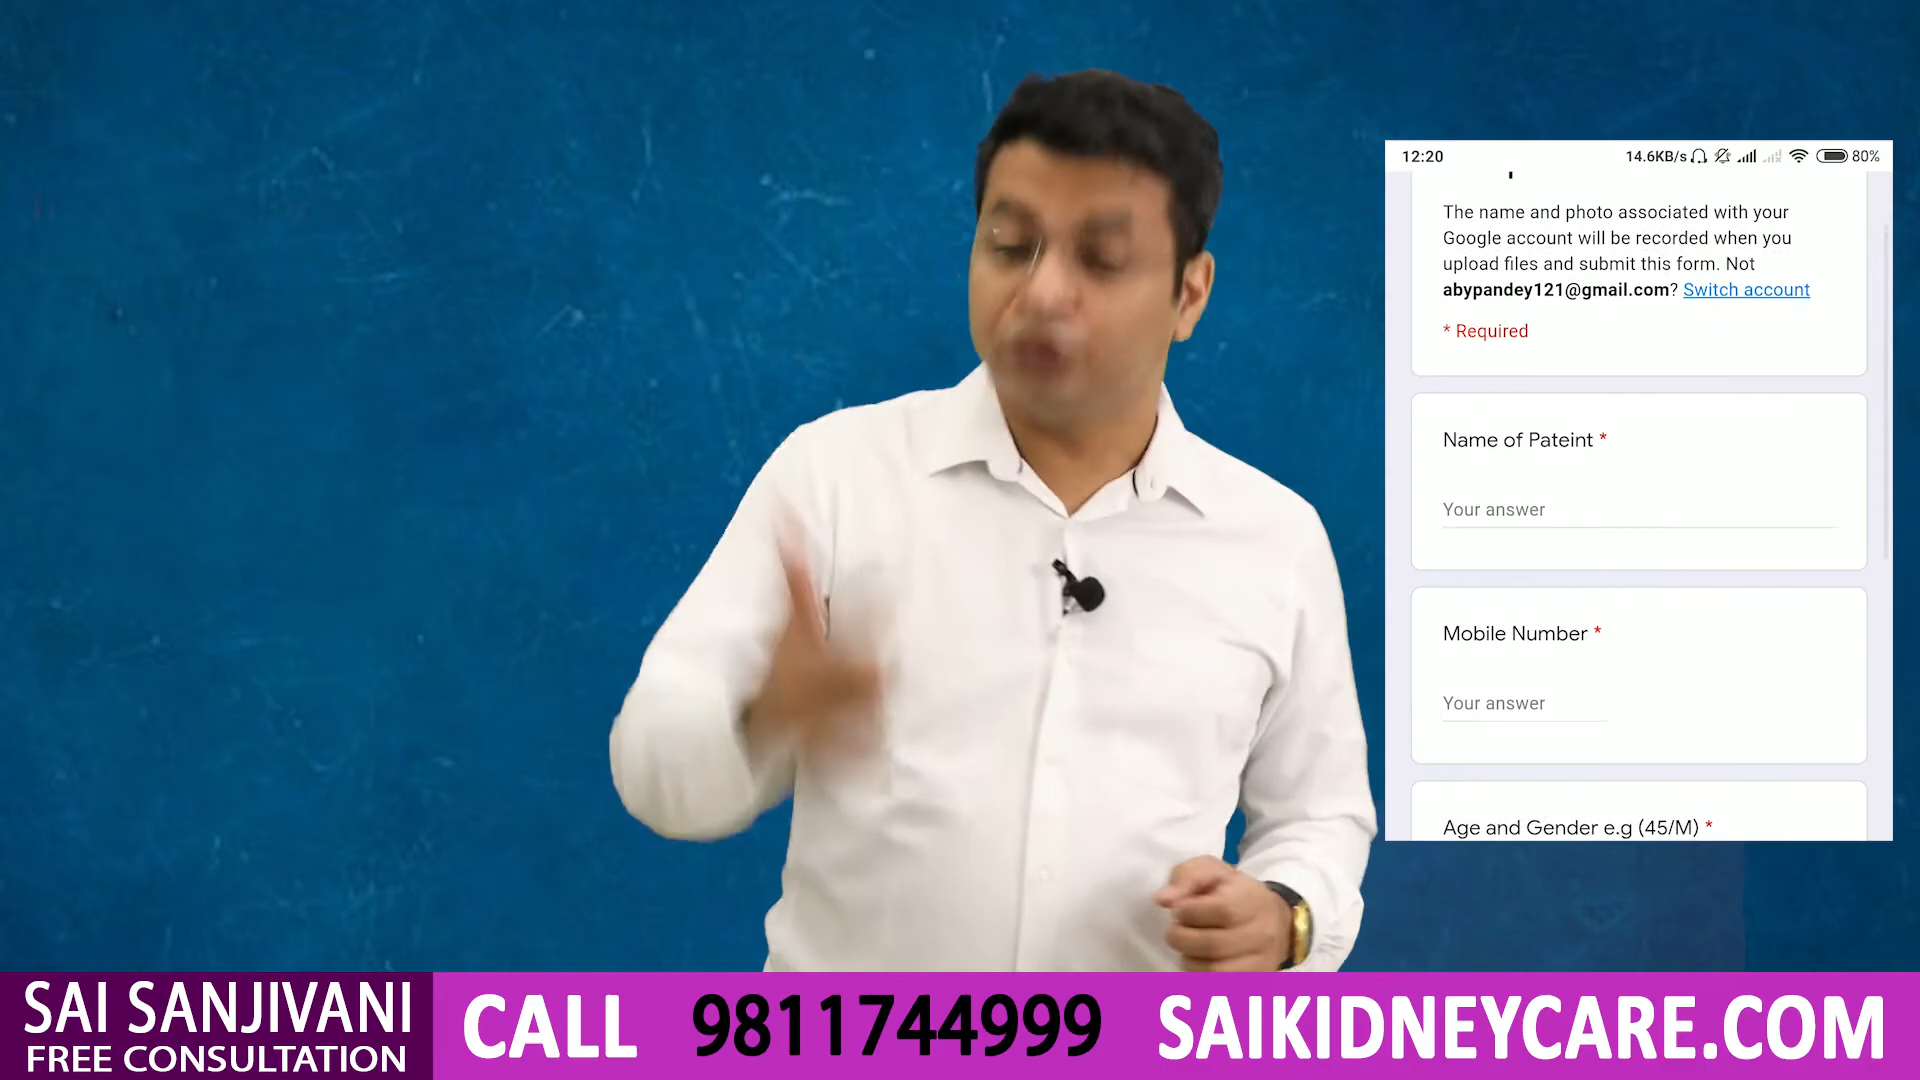 12:20
14.6KB/s 80%
The name and photo associated with your
Google account will be recorded when you
upload files and submit this form. Not
abypandey121@gmail.com? Switch account
* Required
Name of Pateint *
Your answer
Mobile Number *
Your answer
Age and Gender e.g (45/M) *
SAI SANJIVANI
FREE CONSULTATION
CALL 9811744999 SAIKIDNEYCARE.COM